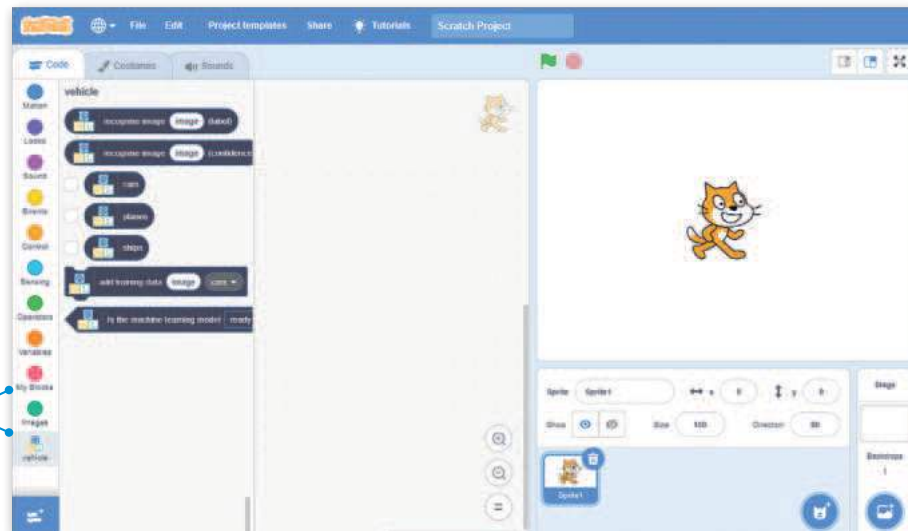 File Edit Project templates Share Tutorials Scratch Project
Code Costumes Sounds
vehicle
Motion
Looks
Sound
Events
Control
Sensing
Operators
Variables
My Blocks
Images
vehicle
recognise image image (label)
recognise image image (confidence
cars
planes
ships
add training data image cars
Is the machine learning model ready
Sprite Sprite1 x 0 y 0
Show Size 100 Direction 90
Sprite1
Stage
Backdrops
1